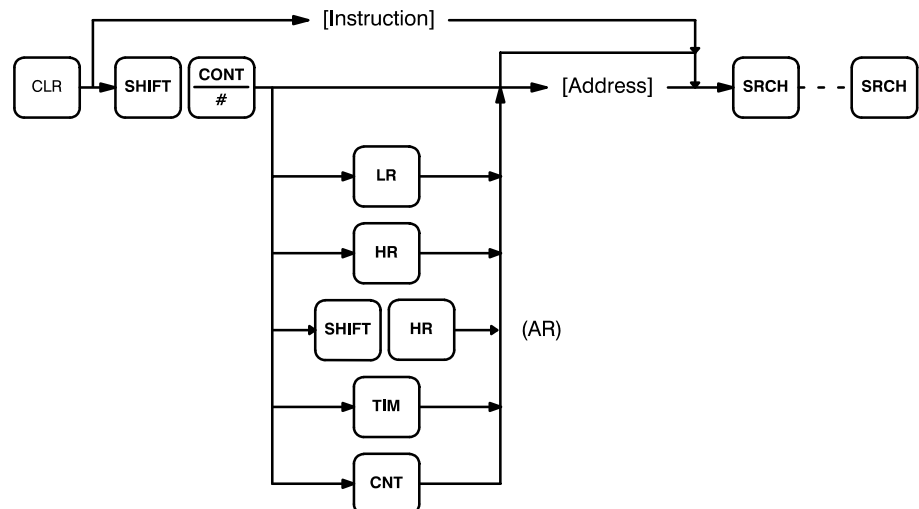 [Instruction]
CLR SHIFT CONT # [Address] SRCH - - SRCH
LR
HR
SHIFT HR (AR)
TIM
CNT